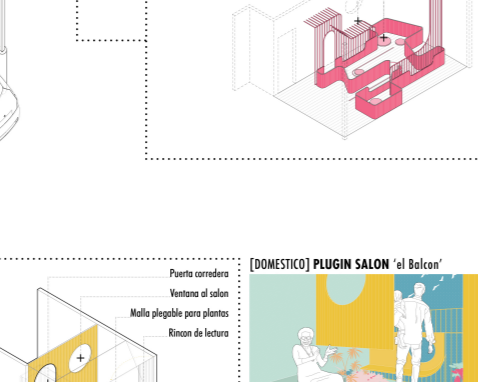 Puerta corredera
Ventana al salon
Malla plegable para plantas
Rincon de lectura
[DOMESTICO] PLUGIN SALON 'el Balcon'